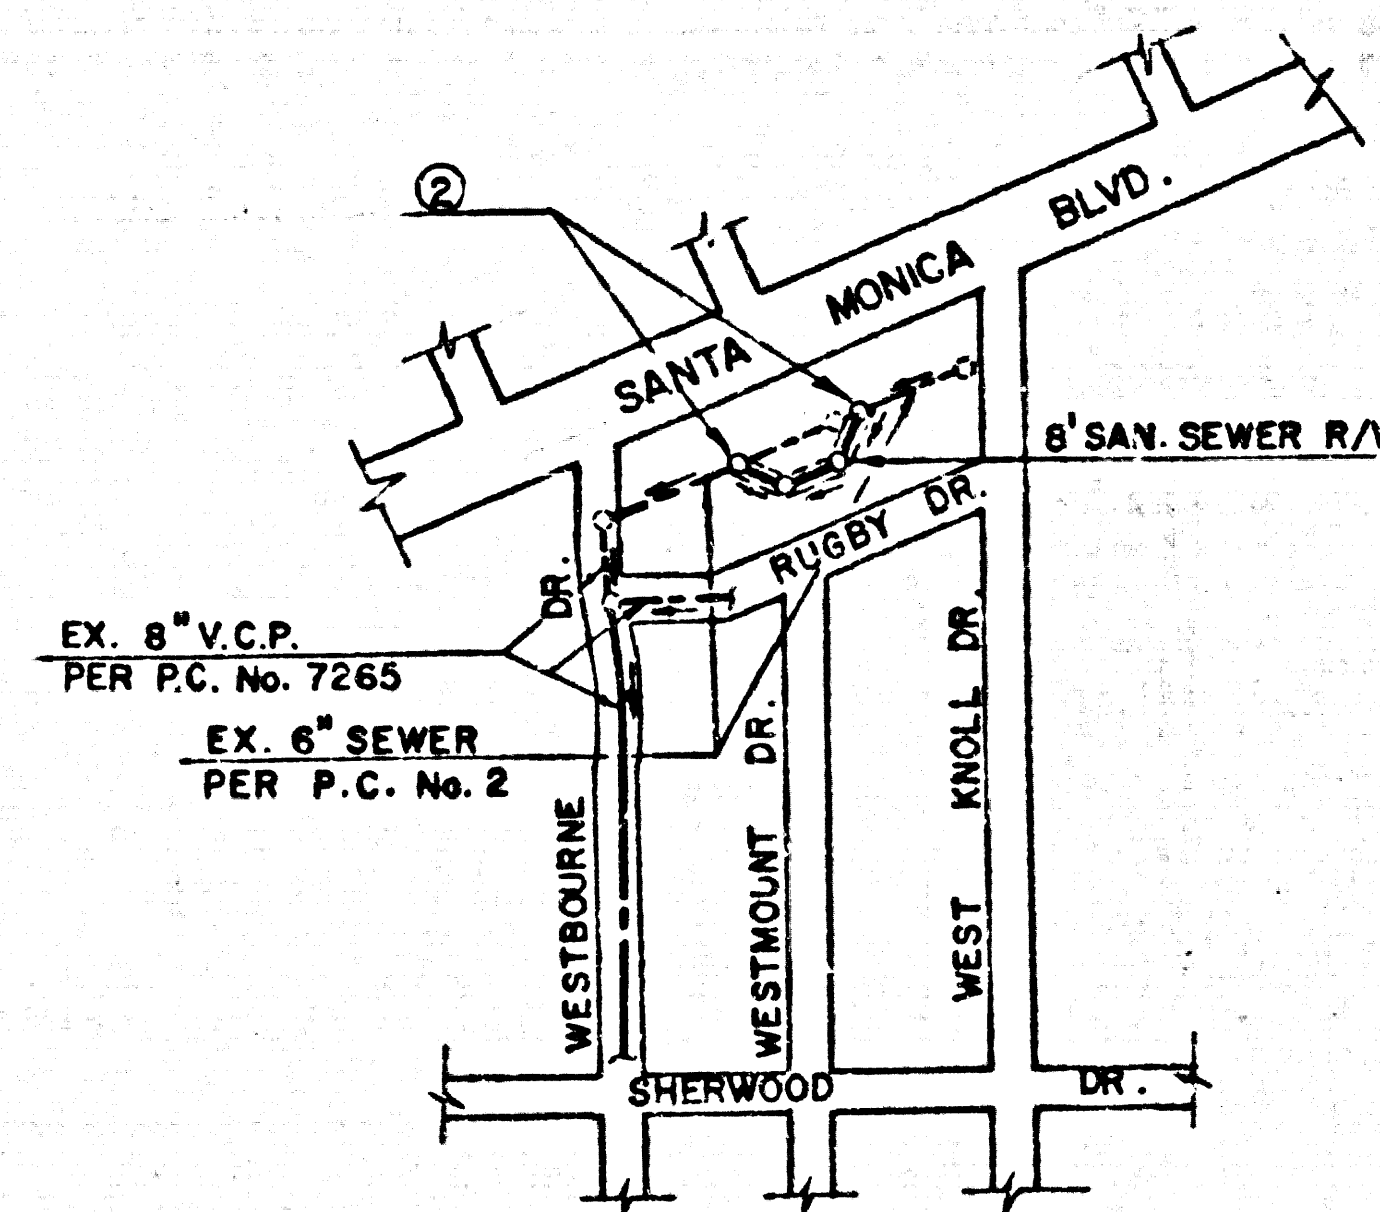 2
SANTA MONICA BLVD.
8' SAN. SEWER R/
RUGBY DR.
EX. 8" V.C.P.
PER P.C. No. 7265
EX. 6" SEWER
PER P.C. No. 2
WESTBOURNE DR.
WESTMOUNT DR.
WEST KNOLL DR.
SHERWOOD DR.